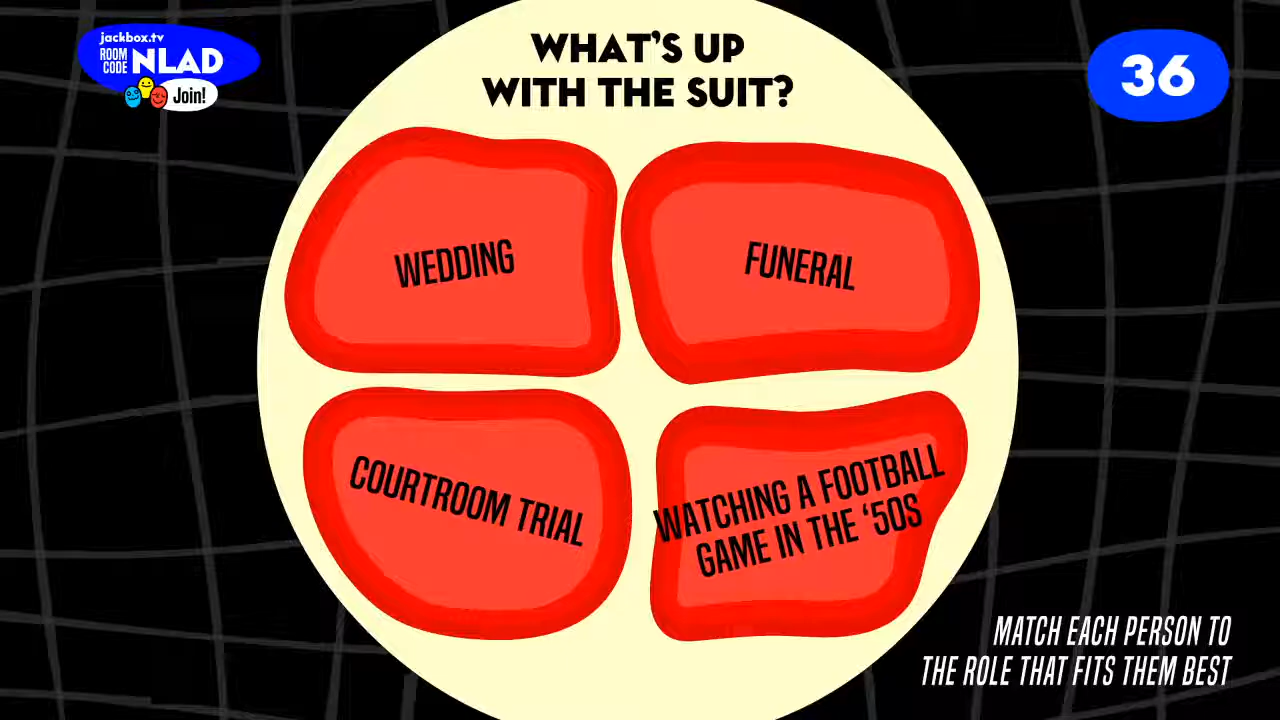 jackbox.tv
ROOM CODE NLAD
Join!
WHAT'S UP
WITH THE SUIT?
36
WEDDING
FUNERAL
COURTROOM TRIAL
WATCHING A FOOTBALL
GAME IN THE ‘50S
MATCH EACH PERSON TO
THE ROLE THAT FITS THEM BEST